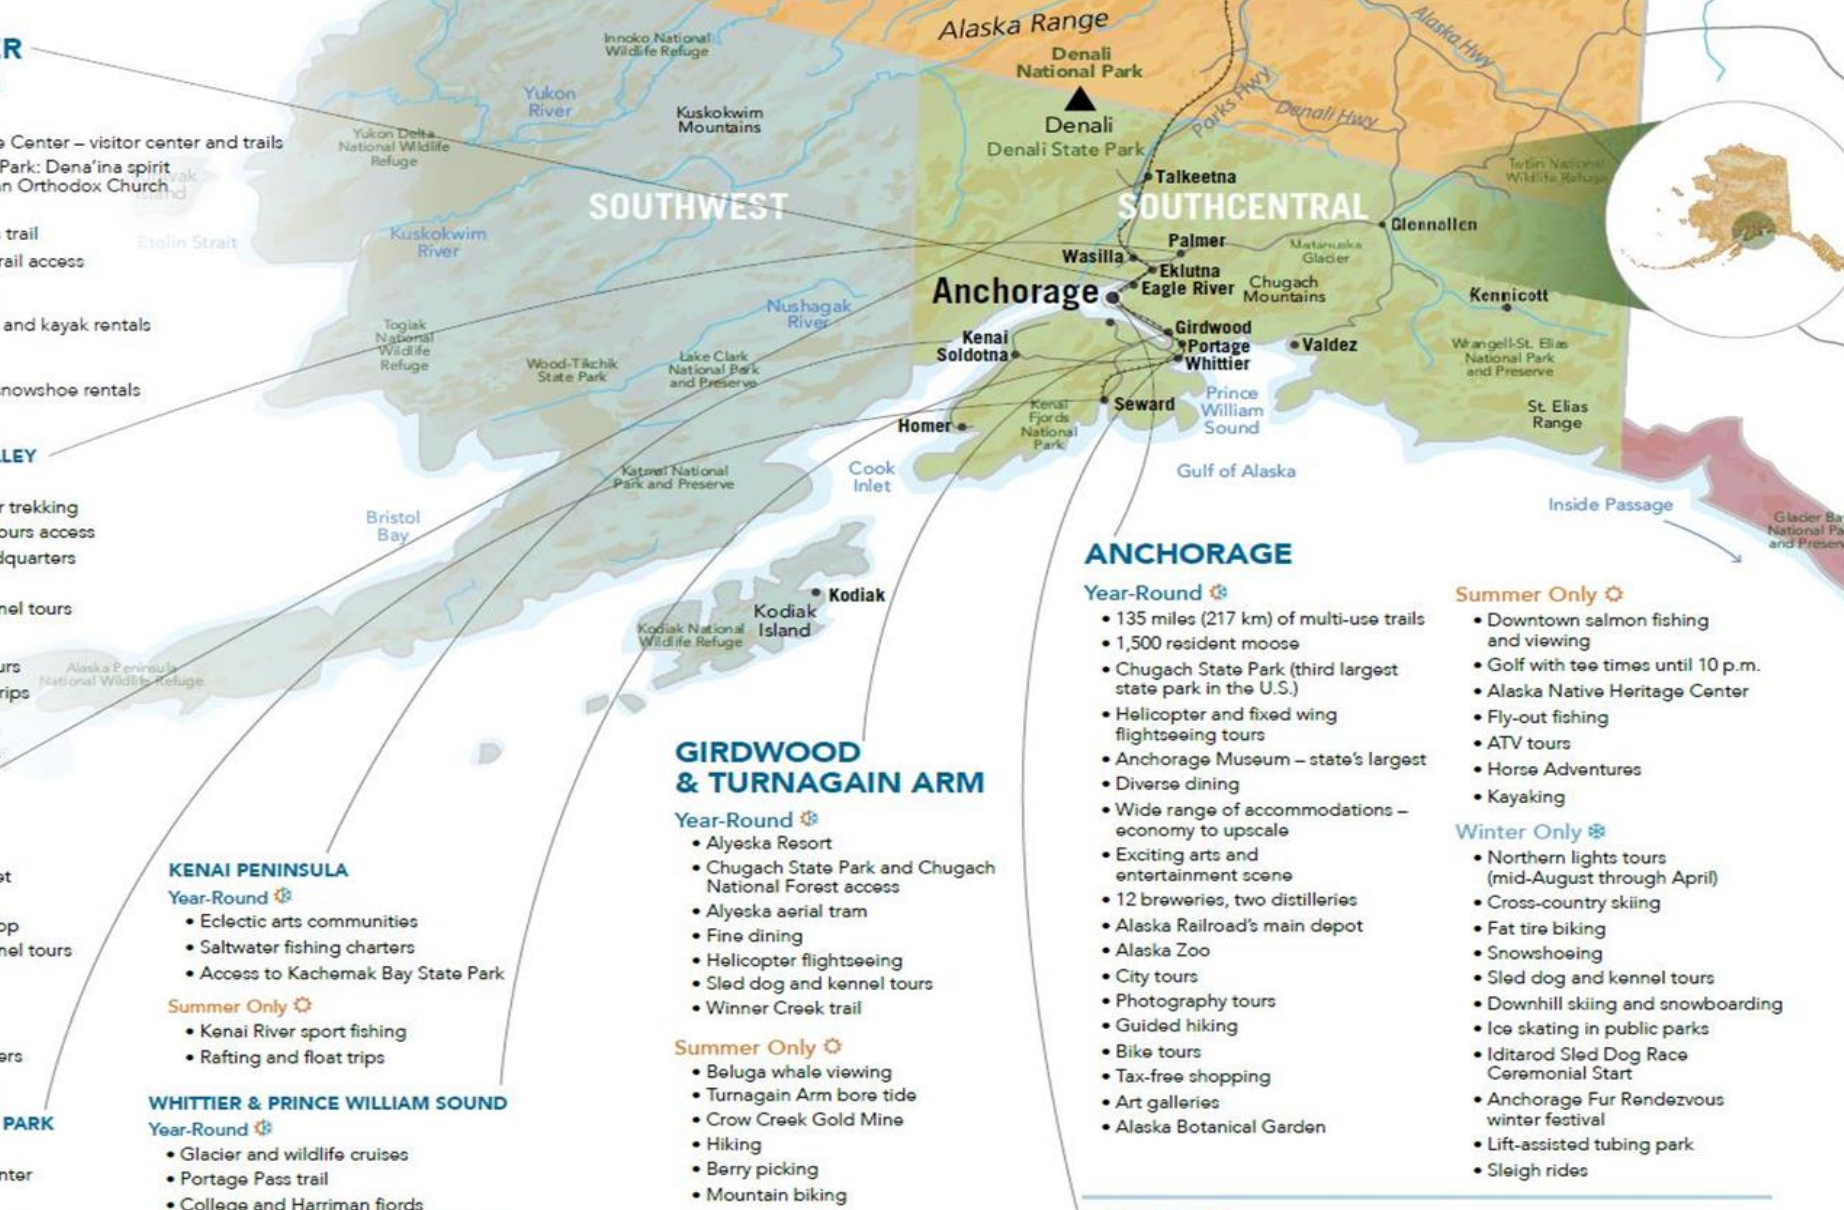 ER
Center – visitor center and trails
Park: Dena'ina spirit
Orthodox Church
trail
access
and kayak rentals
snowshoe rentals
trekking
access
tours
PARK
Innoko National
Wildlife Refuge
Yukon
River
Kuskokwim
Mountains
Yukon Delta
National Wildlife
Refuge
SOUTHWEST
Etolin Strait
Kuskokwim
River
Nushagak
River
Togiak
National
Wildlife
Refuge
Wood-Tikchik
State Park
Lake Clark
National Park
and Preserve
Katmai National
Park and Preserve
Bristol
Bay
Alaska Peninsula
National Wildlife Refuge
Kodiak National
Wildlife Refuge
Kodiak
Island
Kodiak
Cook
Inlet
Alaska Range
Denali
National Park
Denali
Denali State Park
Parks Hwy
Denali Hwy
Alaska Hwy
Tetlin National
Wildlife Refuge
Talkeetna
SOUTHCENTRAL
Glennallen
Palmer
Wasilla
Matanuska
Glacier
Eklutna
Anchorage
Eagle River
Chugach
Mountains
Kennicott
Kenai
Soldotna
Girdwood
Portage
Whittier
Valdez
Wrangell-St. Elias
National Park
and Preserve
Homer
Kenai
Fjords
National
Park
Seward
Prince
William
Sound
St. Elias
Range
Gulf of Alaska
Inside Passage
Glacier
National
and
ANCHORAGE
Year-Round
• 135 miles (217 km) of multi-use trails
• 1,500 resident moose
• Chugach State Park (third largest
state park in the U.S.)
• Helicopter and fixed wing
flightseeing tours
• Anchorage Museum – state's largest
• Diverse dining
• Wide range of accommodations –
economy to upscale
• Exciting arts and
entertainment scene
• 12 breweries, two distilleries
• Alaska Railroad's main depot
• Alaska Zoo
• City tours
• Photography tours
• Guided hiking
• Bike tours
• Tax-free shopping
• Art galleries
• Alaska Botanical Garden
Summer Only
• Downtown salmon fishing
and viewing
• Golf with tee times until 10 p.m.
• Alaska Native Heritage Center
• Fly-out fishing
• ATV tours
• Horse Adventures
• Kayaking
Winter Only
• Northern lights tours
(mid-August through April)
• Cross-country skiing
• Fat tire biking
• Snowshoeing
• Sled dog and kennel tours
• Downhill skiing and snowboarding
• Ice skating in public parks
• Iditarod Sled Dog Race
Ceremonial Start
• Anchorage Fur Rendezvous
winter festival
• Lift-assisted tubing park
• Sleigh rides
GIRDWOOD
& TURNAGAIN ARM
Year-Round
• Alyeska Resort
• Chugach State Park and Chugach
National Forest access
• Alyeska aerial tram
• Fine dining
• Helicopter flightseeing
• Sled dog and kennel tours
• Winner Creek trail
Summer Only
• Beluga whale viewing
• Turnagain Arm bore tide
• Crow Creek Gold Mine
• Hiking
• Berry picking
• Mountain biking
KENAI PENINSULA
Year-Round
• Eclectic arts communities
• Saltwater fishing charters
• Access to Kachemak Bay State Park
Summer Only
• Kenai River sport fishing
• Rafting and float trips
WHITTIER & PRINCE WILLIAM SOUND
Year-Round
• Glacier and wildlife cruises
• Portage Pass trail
• College and Harriman fjords